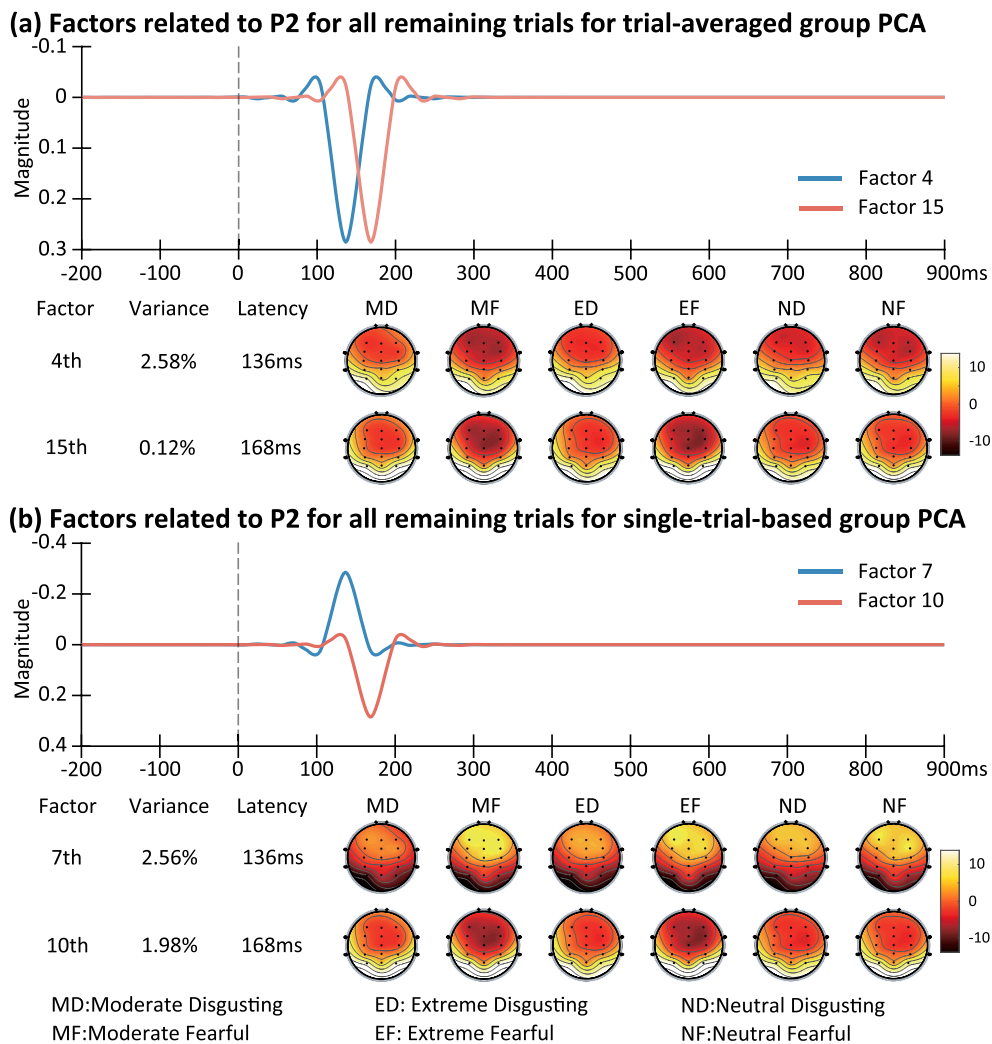 (a) Factors related to P2 for all remaining trials for trial-averaged group PCA
-0.1
0
0.1
0.2
0.3
Magnitude
Factor 4
Factor 15
-200 -100 0 100 200 300 400 500 600 700 800 900ms
Factor Variance Latency MD MF ED EF ND NF
4th 2.58% 136ms
15th 0.12% 168ms
10
0
-10
(b) Factors related to P2 for all remaining trials for single-trial-based group PCA
-0.4
-0.2
0
0.2
0.4
Magnitude
Factor 7
Factor 10
-200 -100 0 100 200 300 400 500 600 700 800 900ms
Factor Variance Latency MD MF ED EF ND NF
7th 2.56% 136ms
10th 1.98% 168ms
10
0
-10
MD:Moderate Disgusting ED: Extreme Disgusting ND:Neutral Disgusting
MF:Moderate Fearful EF: Extreme Fearful NF:Neutral Fearful